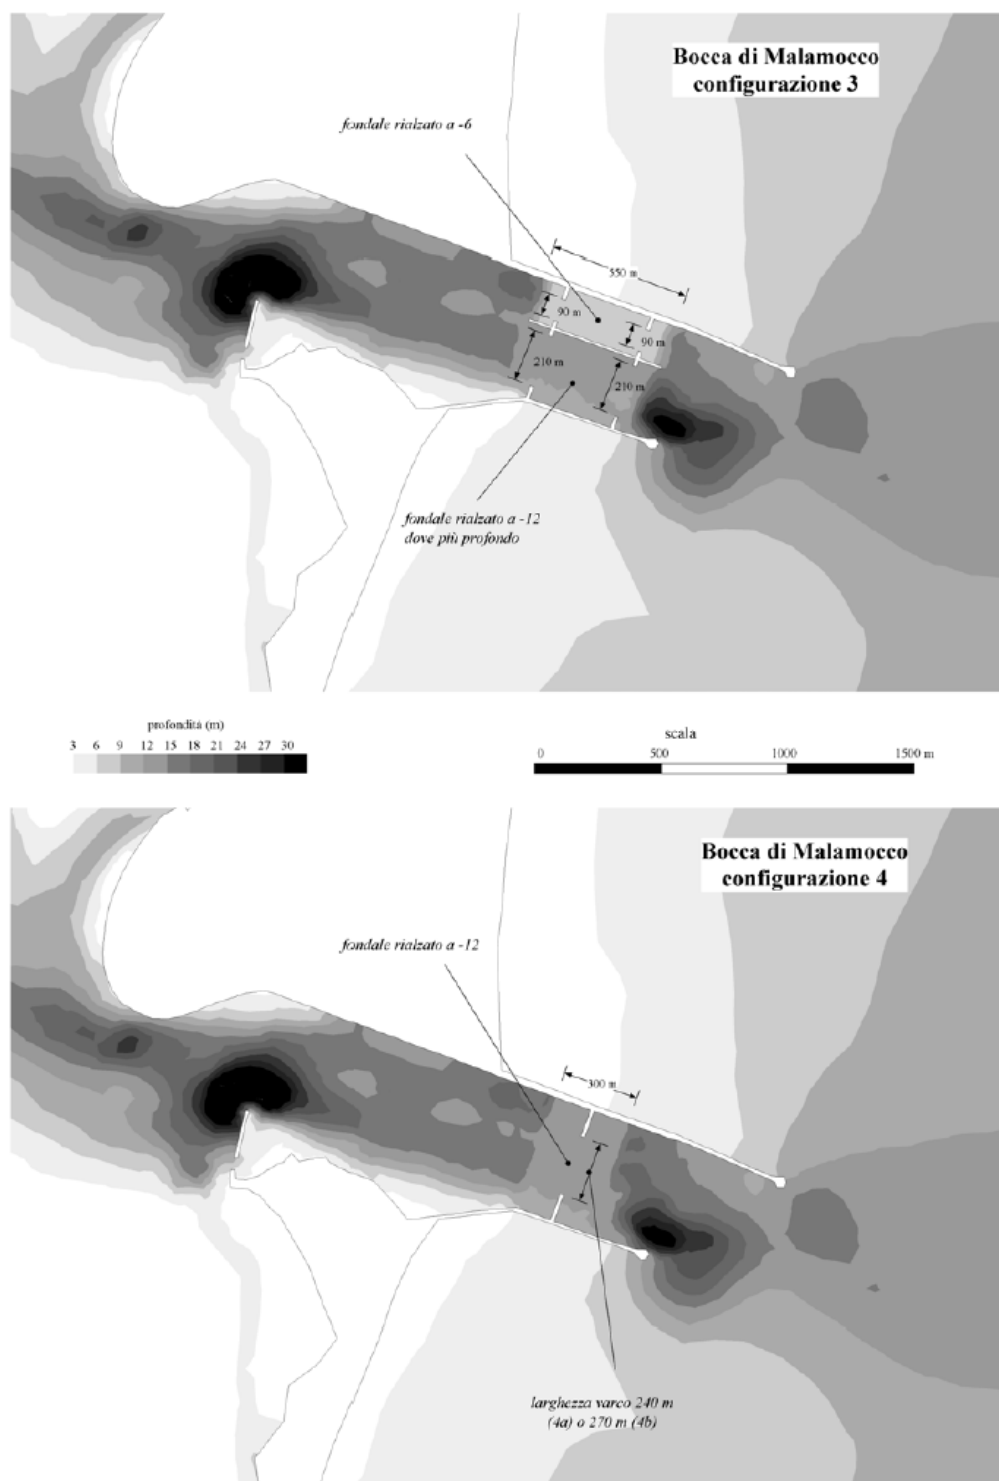 Bocca di Malamocco
configurazione 3
fondale rialzato a -6
550 m
90 m
90 m
210 m
210 m
fondale rialzato a -12
dove più profondo
profondità (m)
3 6 9 12 15 18 21 24 27 30
scala
0 500 1000 1500 m
Bocca di Malamocco
configurazione 4
fondale rialzato a -12
300 m
larghezza varco 240 m
(4a) o 270 m (4b)